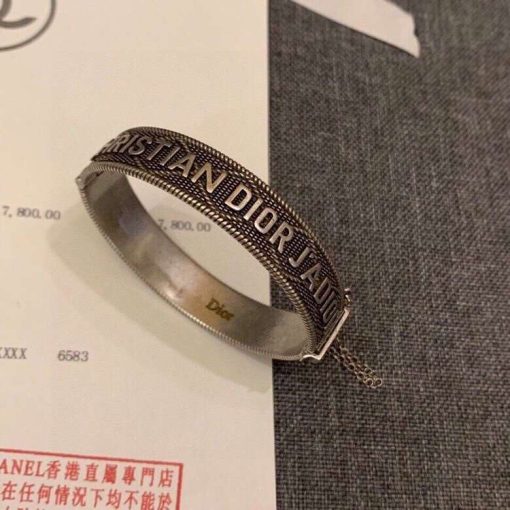 7,800.00
7,800.00
CHRISTIAN DIOR J'ADIOR
Dior
XXXX 6583
ANEL香港直屬專門店
在任何情況下均不能於